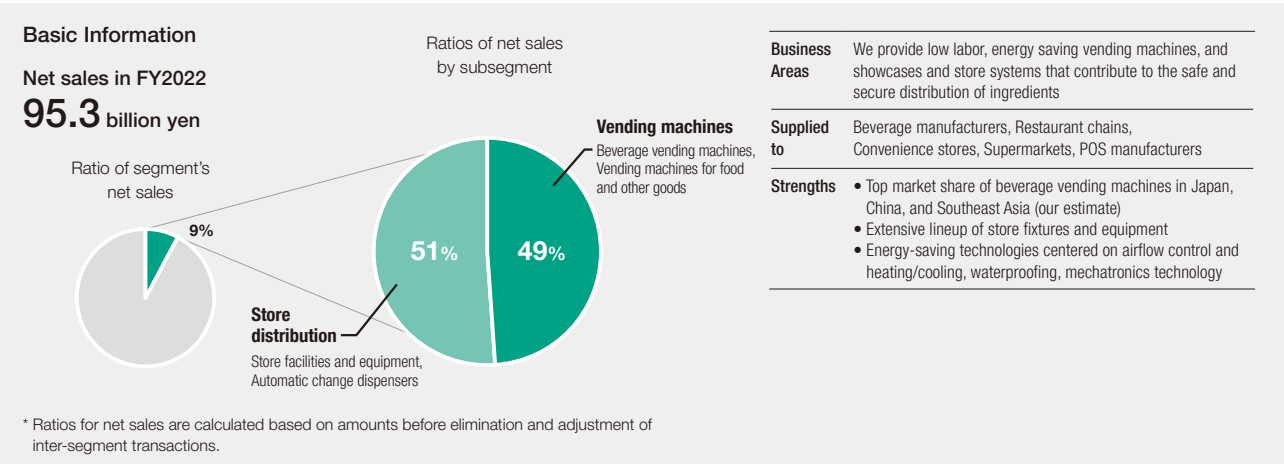 Basic Information
Net sales in FY2022
95.3 billion yen
Ratio of segment's
net sales
9%
Ratios of net sales
by subsegment
51%
49%
Vending machines
Beverage vending machines,
Vending machines for food
and other goods
Store
distribution
Store facilities and equipment,
Automatic change dispensers
Business
Areas
We provide low labor, energy saving vending machines, and
showcases and store systems that contribute to the safe and
secure distribution of ingredients
Supplied
to
Beverage manufacturers, Restaurant chains,
Convenience stores, Supermarkets, POS manufacturers
Strengths
• Top market share of beverage vending machines in Japan,
China, and Southeast Asia (our estimate)
• Extensive lineup of store fixtures and equipment
• Energy-saving technologies centered on airflow control and
heating/cooling, waterproofing, mechatronics technology
* Ratios for net sales are calculated based on amounts before elimination and adjustment of
inter-segment transactions.